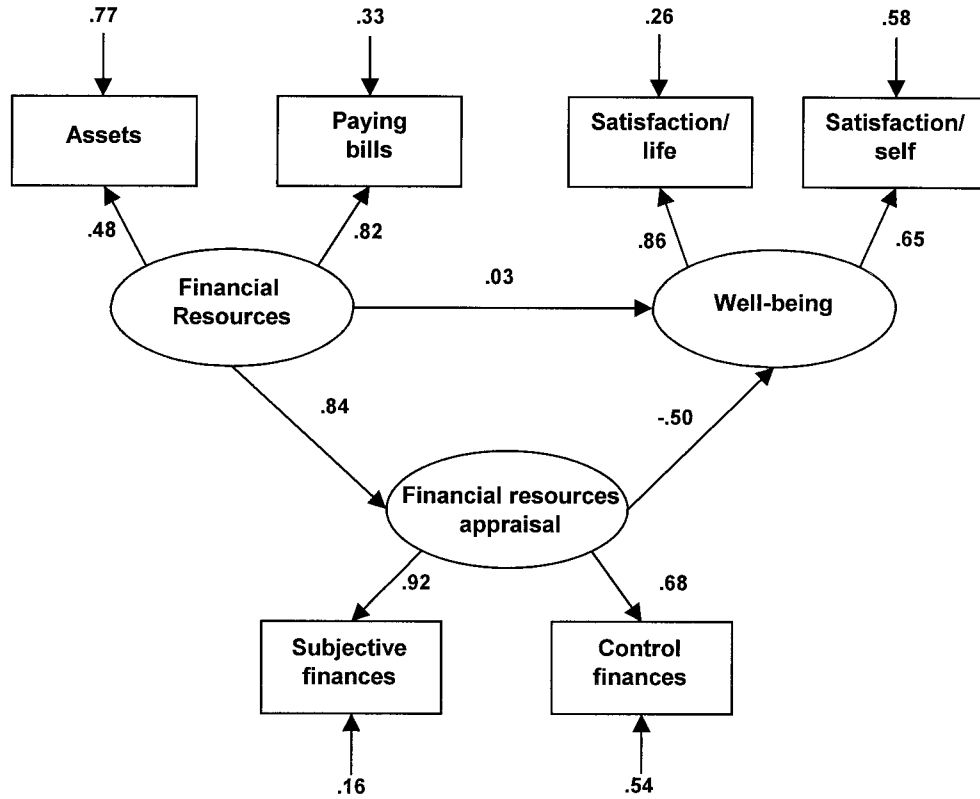 .77
.33
.26
.58
Assets
Paying
bills
Satisfaction/
life
Satisfaction/
self
.48
.82
.86
.65
Financial
Resources
.03
Well-being
.84
-.50
Financial resources
appraisal
.92
.68
Subjective
finances
Control
finances
.16
.54